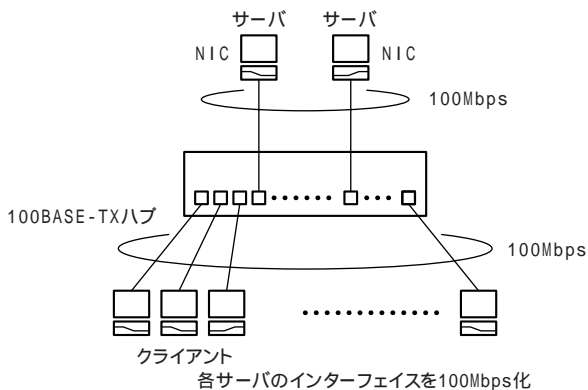 サーバ サーバ
NIC NIC
100Mbps
100BASE-TXハブ
100Mbps
クライアント
各サーバのインターフェイスを100Mbps化